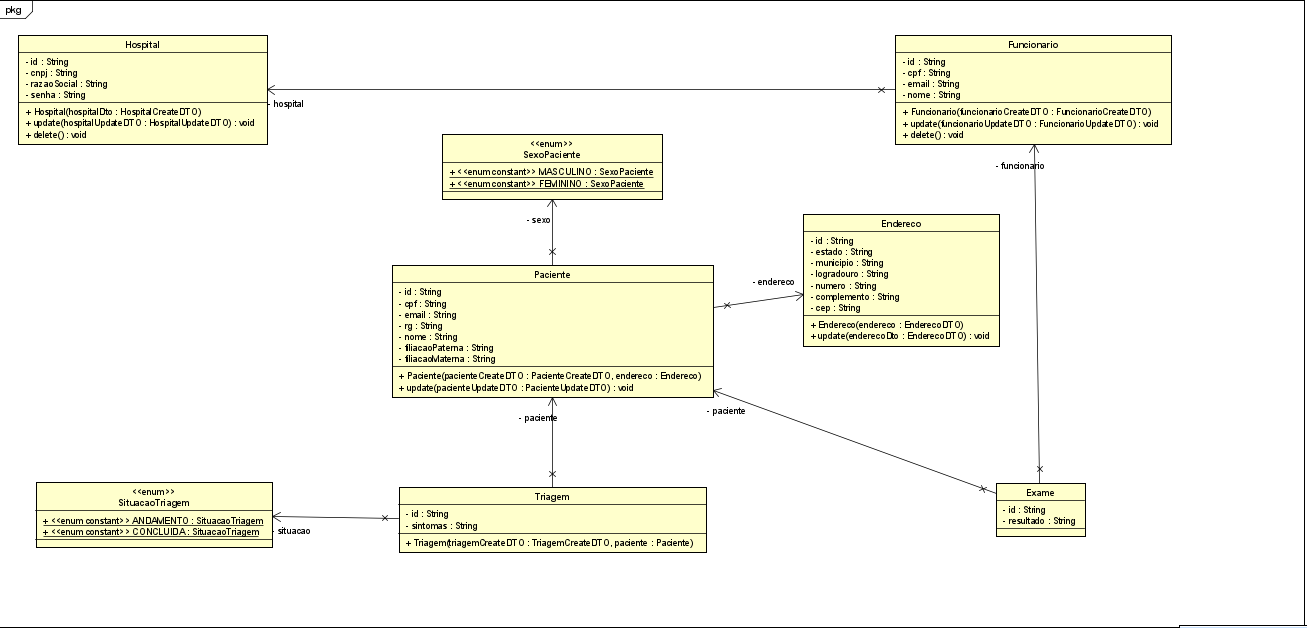 pkg
Hospital
- id : String
- cnpj : String
- razaoSocial : String
- senha : String
+ Hospital(hospitalDto : HospitalCreateDTO)
+ update(hospitalUpdateDTO : HospitalUpdateDTO) : void
+ delete() : void
- hospital
Funcionario
- id : String
- cpf : String
- email : String
- nome : String
+ Funcionario(funcionarioCreateDTO : FuncionarioCreateDTO)
+ update(funcionarioUpdateDTO : FuncionarioUpdateDTO) : void
+ delete() : void
- funcionario
<<enum>>
SexoPaciente
+ <<enum constant>> MASCULINO : SexoPaciente
+ <<enum constant>> FEMININO : SexoPaciente
- sexo
Endereco
- id : String
- estado : String
- municipio : String
- logradouro : String
- numero : String
- complemento : String
- cep : String
+ Endereco(endereco : EnderecoDTO)
+ update(enderecoDto : EnderecoDTO) : void
- endereco
Paciente
- id : String
- cpf : String
- email : String
- rg : String
- nome : String
- filiacaoPaterna : String
- filiacaoMaterna : String
+ Paciente(pacienteCreateDTO : PacienteCreateDTO, endereco : Endereco)
+ update(pacienteUpdateDTO : PacienteUpdateDTO) : void
- paciente
- paciente
<<enum>>
SituacaoTriagem
+ <<enum constant>> ANDAMENTO : SituacaoTriagem
+ <<enum constant>> CONCLUIDA : SituacaoTriagem
- situacao
Triagem
- id : String
- sintomas : String
+ Triagem(triagemCreateDTO : TriagemCreateDTO, paciente : Paciente)
Exame
- id : String
- resultado : String